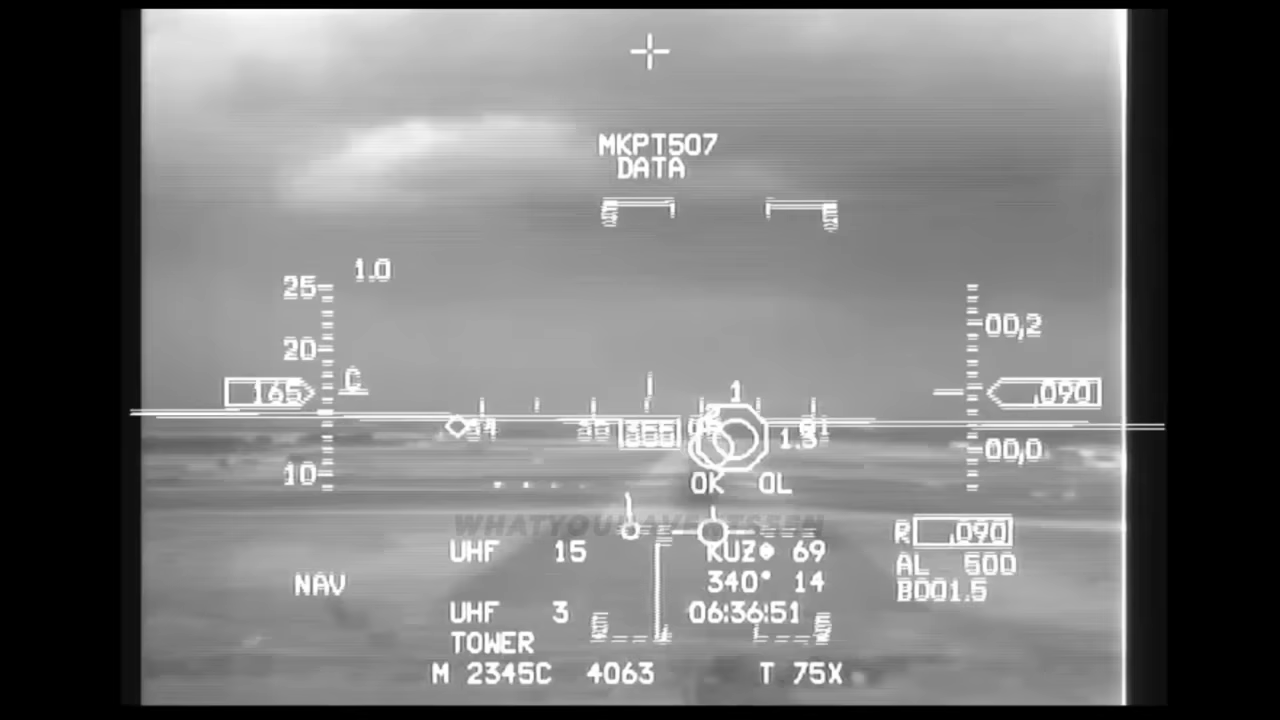 MKPT507
DATA
1.0
25
20
165
C
10
00,2
,090
00,0
1
355
1.3
OK OL
WHATYOUHAVENTSEEN
UHF 15
KUZ 69
340° 14
NAV
UHF 3
06:36:51
TOWER
M 2345C 4063 T 75X
R ,090
AL 500
B001.5